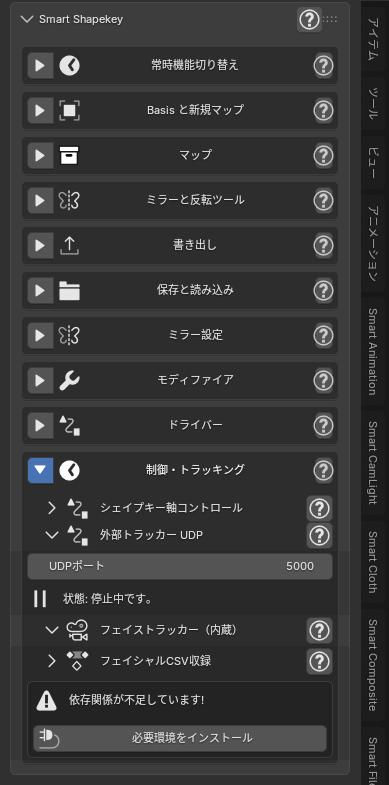 Smart Shapekey
常時機能切り替え
Basis と新規マップ
マップ
ミラーと反転ツール
書き出し
保存と読み込み
ミラー設定
モディファイア
ドライバー
制御・トラッキング
シェイプキー軸コントロール
外部トラッカー UDP
UDPポート 5000
状態: 停止中です。
フェイストラッカー（内蔵）
フェイシャルCSV収録
依存関係が不足しています!
必要環境をインストール
アイテム
ツール
ビュー
アニメーション
Smart Animation
Smart CamLight
Smart Cloth
Smart Composite
Smart File